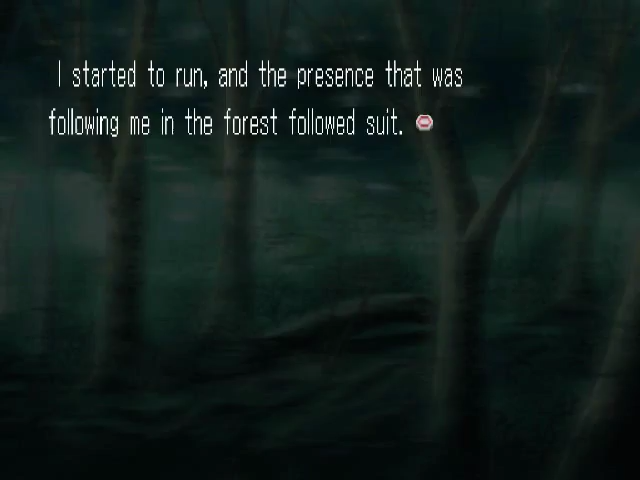 I started to run, and the presence that was
following me in the forest followed suit.